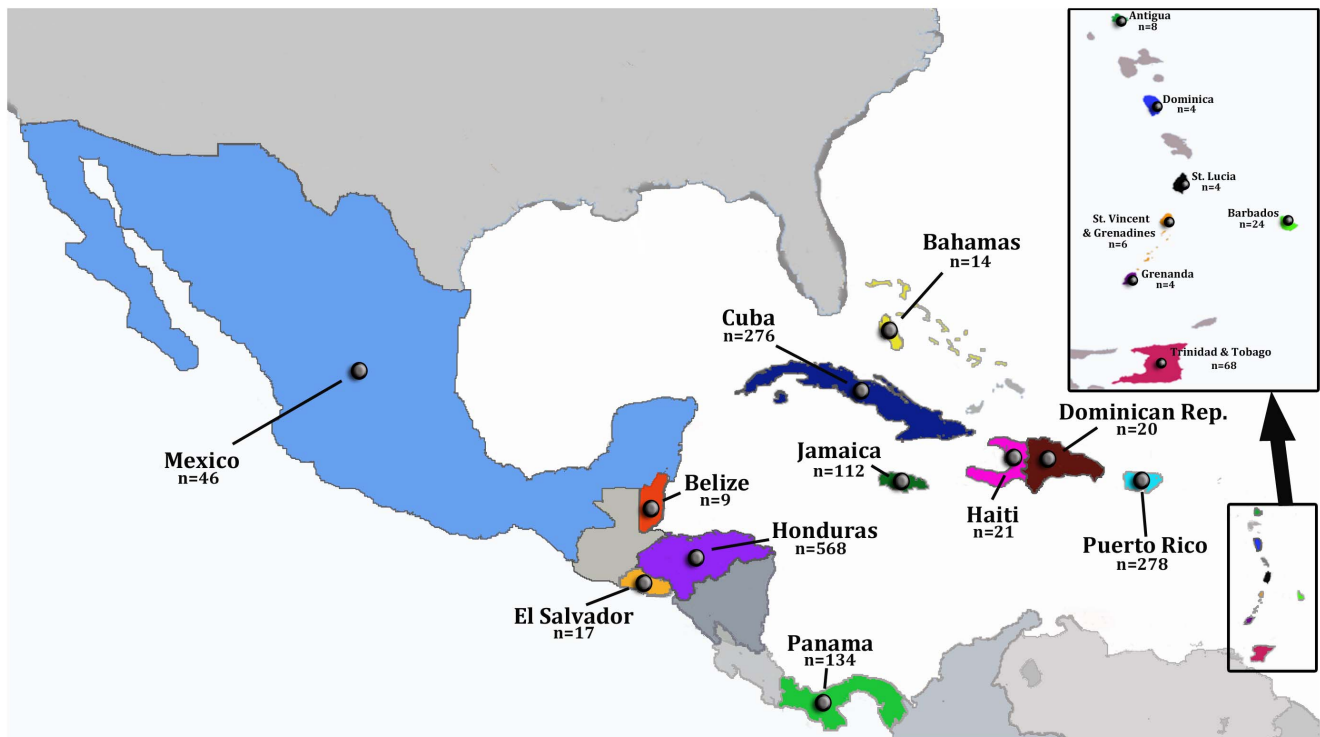 Antigua
n=8
Dominica
n=4
St. Lucia
n=4
St. Vincent
& Grenadines
n=6
Barbados
n=24
Grenanda
n=4
Trinidad & Tobago
n=68
Bahamas
n=14
Cuba
n=276
Dominican Rep.
n=20
Jamaica
n=112
Mexico
n=46
Belize
n=9
Haiti
n=21
Honduras
n=568
Puerto Rico
n=278
El Salvador
n=17
Panama
n=134